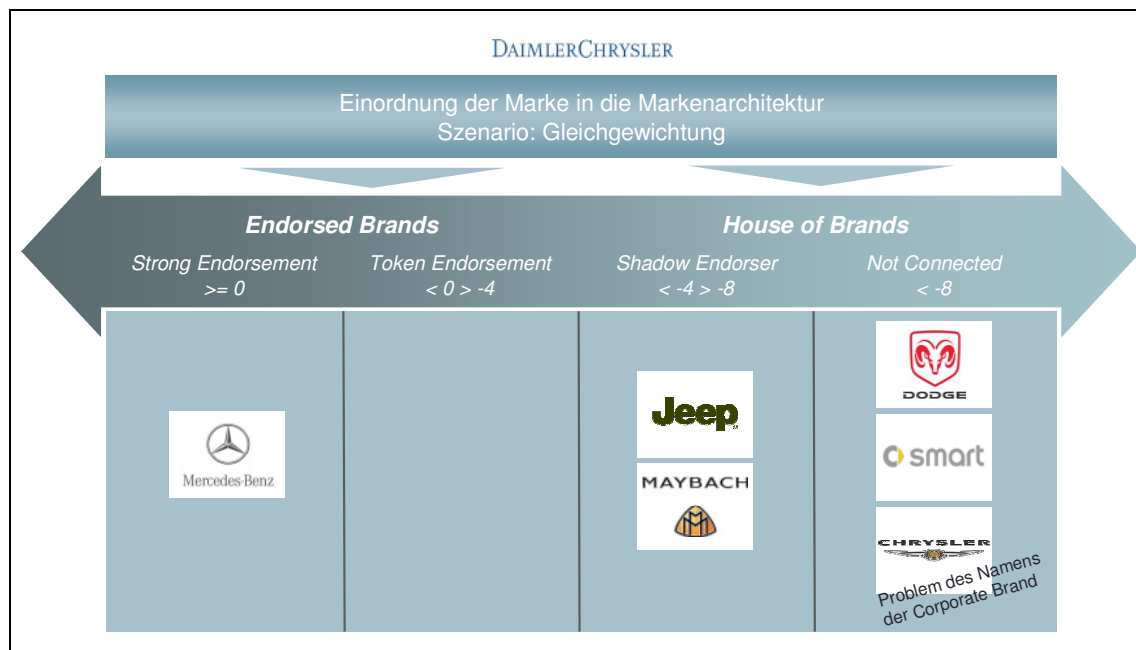 DAIMLERCHRYSLER
Einordnung der Marke in die Markenarchitektur
Szenario: Gleichgewichtung
Endorsed Brands
House of Brands
Strong Endorsement
>= 0
Token Endorsement
< 0 > -4
Shadow Endorser
< -4 > -8
Not Connected
< -8
Mercedes-Benz
Jeep
MAYBACH
DODGE
smart
CHRYSLER
Problem des Namens
der Corporate Brand